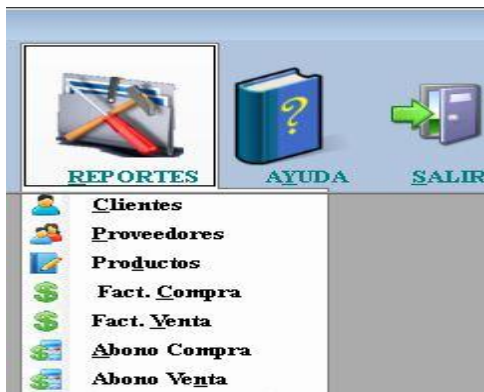 REPORTES AYUDA SALIR
Clientes
Proveedores
Productos
Fact. Compra
Fact. Venta
Abono Compra
Abono Venta